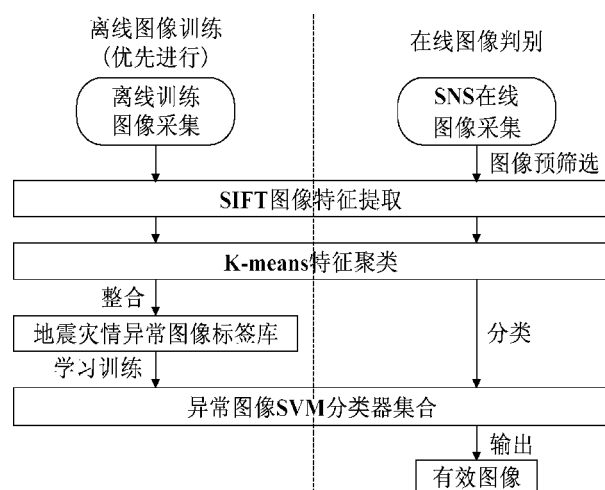 离线图像训练
(优先进行)
在线图像判别
离线训练
图像采集
SNS在线
图像采集
图像预筛选
SIFT图像特征提取
K-means特征聚类
整合
地震灾情异常图像标签库
分类
学习训练
异常图像SVM分类器集合
输出
有效图像